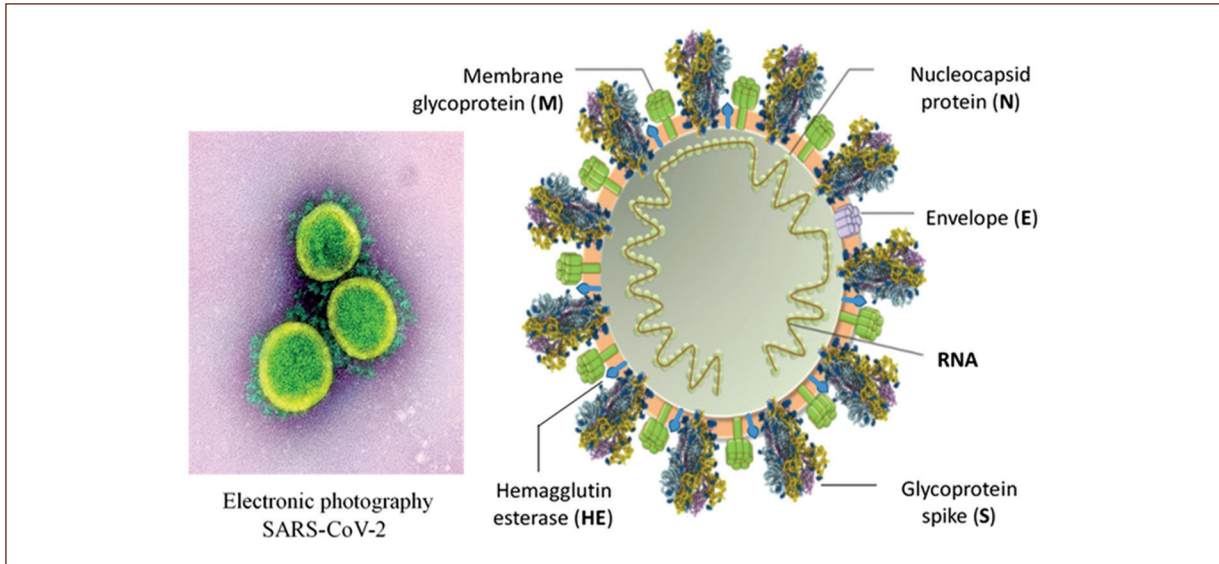 Membrane
glycoprotein (M)
Nucleocapsid
protein (N)
Envelope (E)
RNA
Hemagglutin
esterase (HE)
Glycoprotein
spike (S)
Electronic photography
SARS-CoV-2